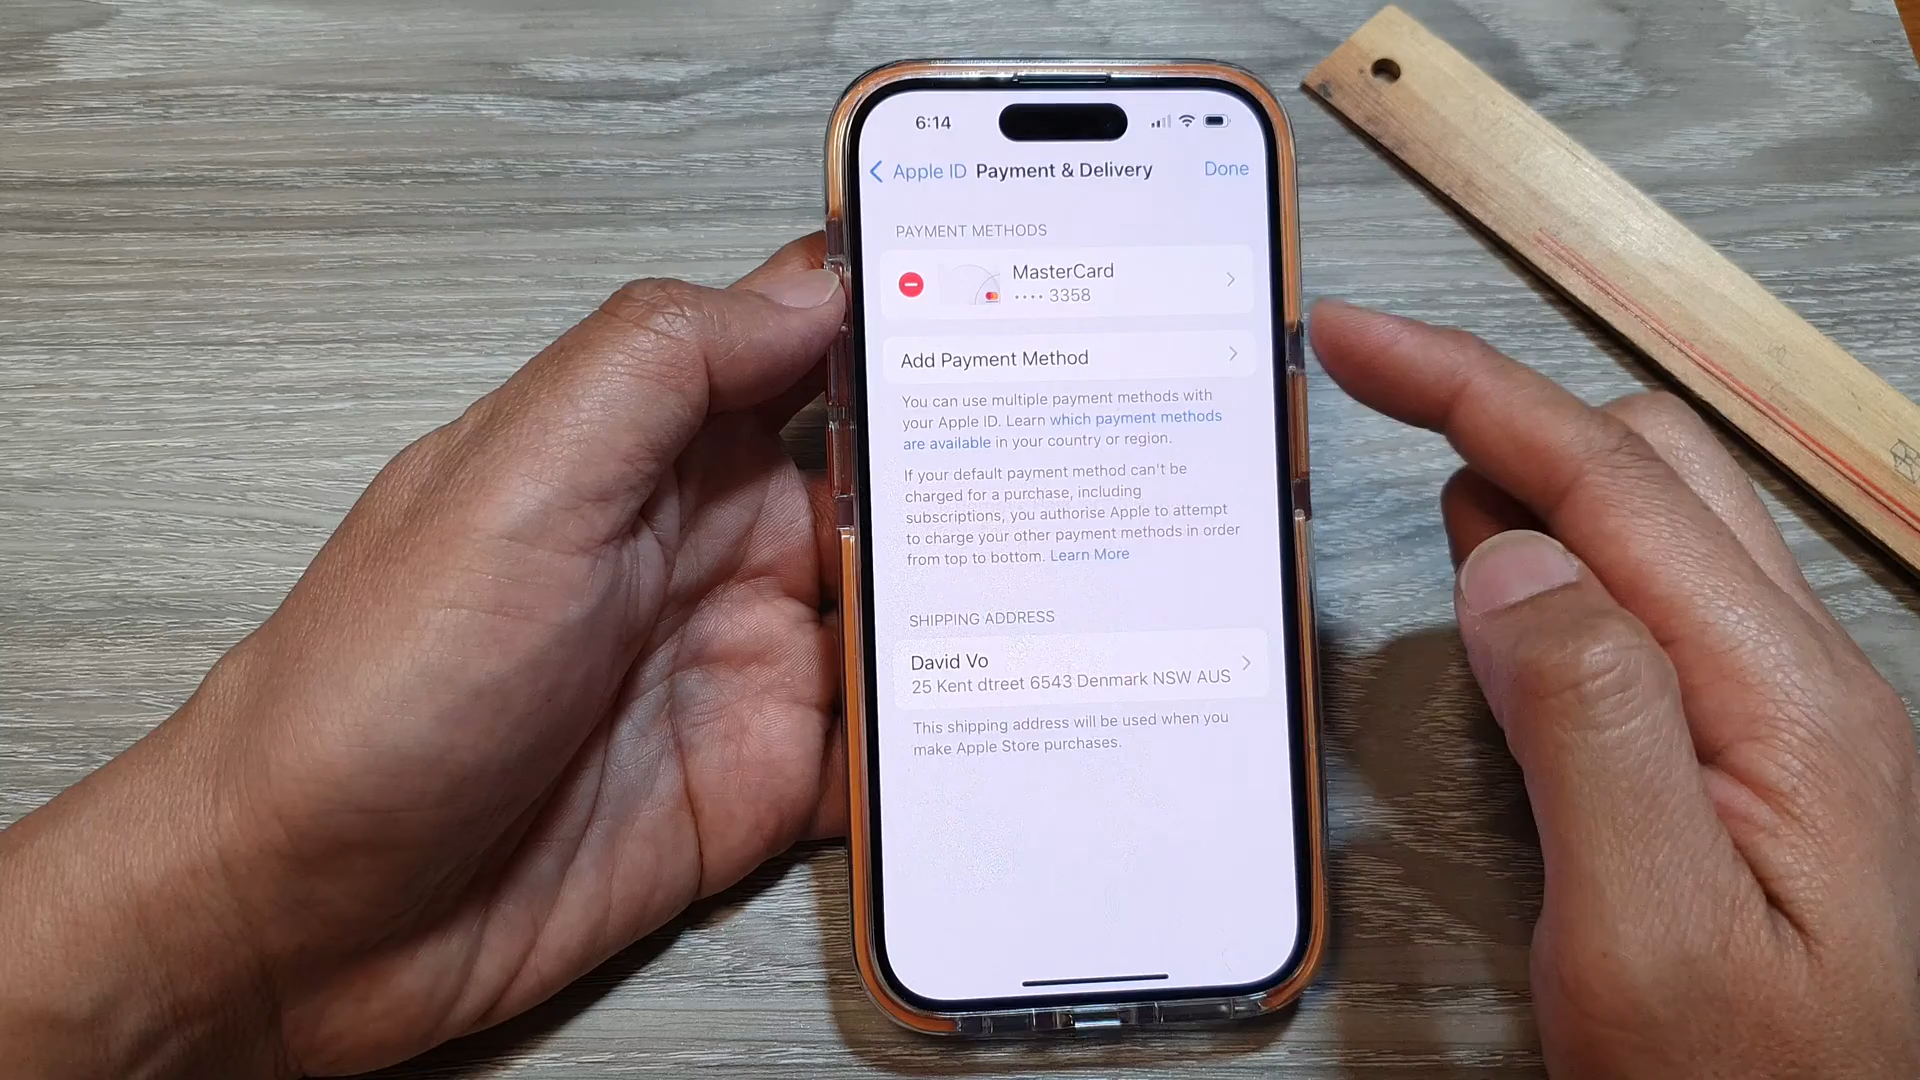 6:14
Apple ID Payment & Delivery Done
PAYMENT METHODS
MasterCard
•••• 3358
Add Payment Method
You can use multiple payment methods with
your Apple ID. Learn which payment methods
are available in your country or region.
If your default payment method can't be
charged for a purchase, including
subscriptions, you authorise Apple to attempt
to charge your other payment methods in order
from top to bottom. Learn More
SHIPPING ADDRESS
David Vo
25 Kent dtreet 6543 Denmark NSW AUS
This shipping address will be used when you
make Apple Store purchases.